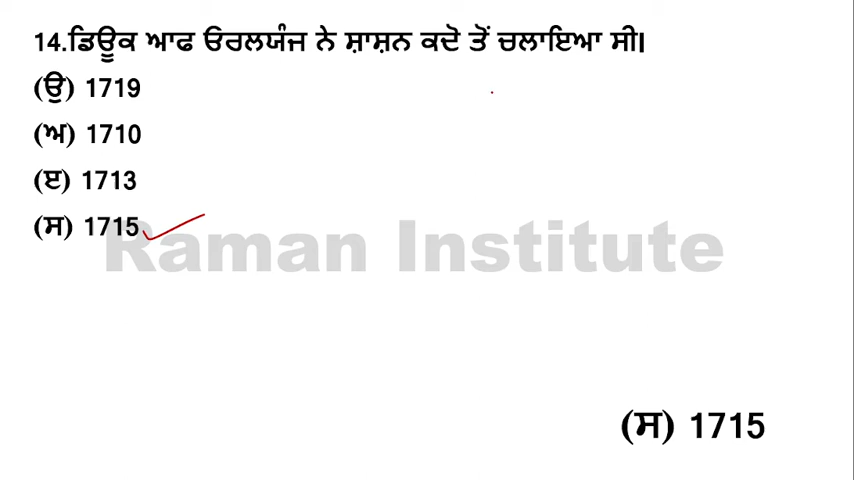 14.ਡਿਊਕ ਆਫ ਓਰਲਯੰਜ ਨੇ ਸ਼ਾਸ਼ਨ ਕਦੋ ਤੋਂ ਚਲਾਇਆ ਸੀ।
(ਉ) 1719
(ਅ) 1710
(ੲ) 1713
(ਸ) 1715
Raman Institute
(ਸ) 1715